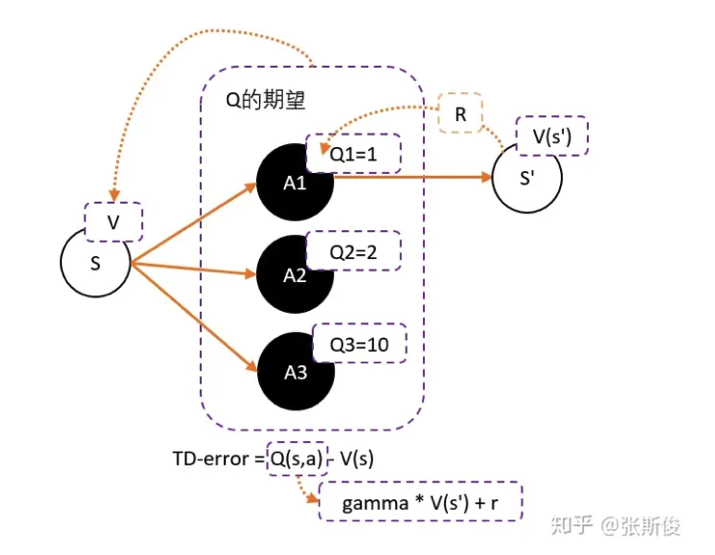 Q的期望
R
V(s')
Q1=1
A1
S'
V
S
Q2=2
A2
Q3=10
A3
TD-error = Q(s,a) - V(s)
gamma * V(s') + r
知乎 @张斯俊